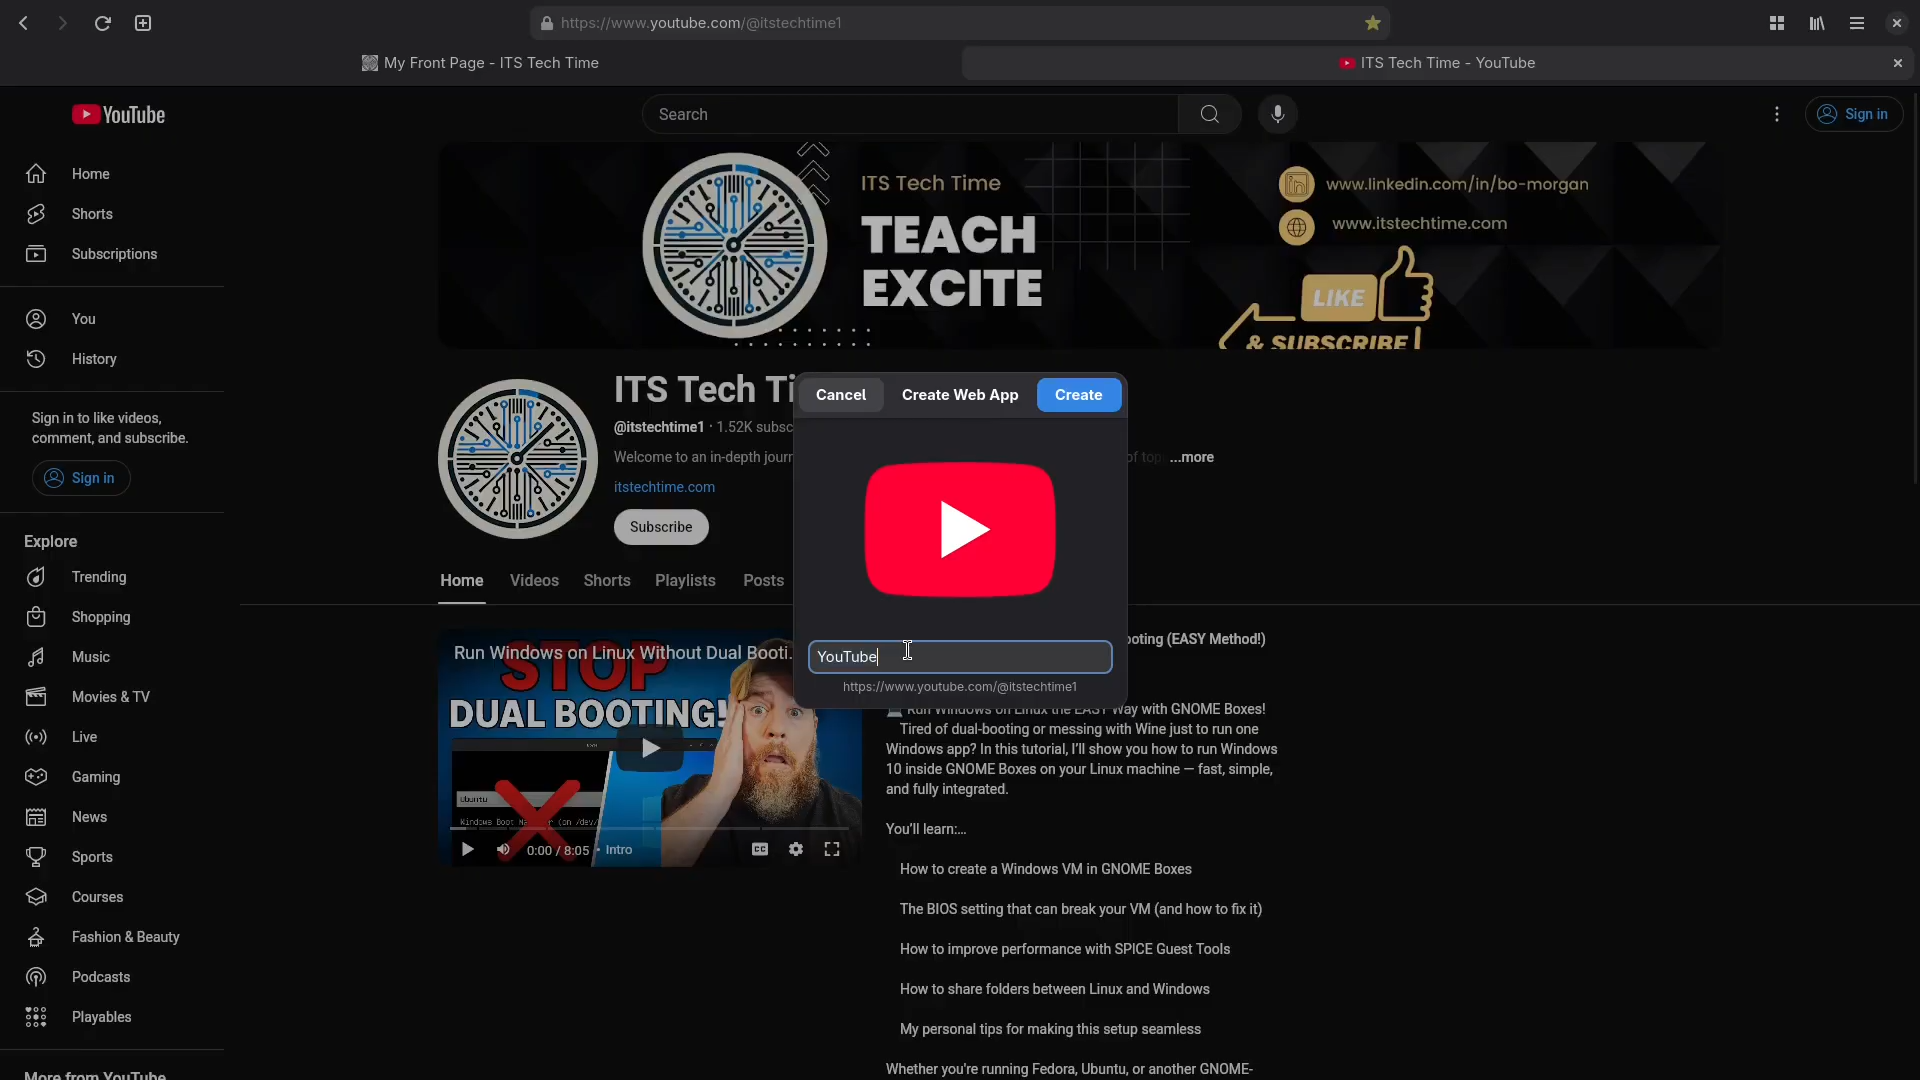 https://www.youtube.com/@itstechtime1
My Front Page - ITS Tech Time
ITS Tech Time - YouTube
YouTube
Search
Sign in
Home
Shorts
Subscriptions
You
History
Sign in to like videos,
comment, and subscribe.
Sign in
Explore
Trending
Shopping
Music
Movies & TV
Live
Gaming
News
Sports
Courses
Fashion & Beauty
Podcasts
Playables
More from YouTube
ITS Tech Time
TEACH
EXCITE
www.linkedin.com/in/bo-morgan
www.itstechtime.com
LIKE
& SUBSCRIBE
ITS Tech Ti
@itstechtime1 · 1.52K subsc
Welcome to an in-depth jour
of top
...more
itstechtime.com
Subscribe
Home
Videos
Shorts
Playlists
Posts
Cancel
Create Web App
Create
YouTube
https://www.youtube.com/@itstechtime1
Run Windows on Linux Without Dual Booti...
STOP
DUAL BOOTING!
Ubuntu
0:00 / 8:05 • Intro
ooting (EASY Method!)
Run Windows on Linux the EASY Way with GNOME Boxes!
Tired of dual-booting or messing with Wine just to run one
Windows app? In this tutorial, I'll show you how to run Windows
10 inside GNOME Boxes on your Linux machine — fast, simple,
and fully integrated.
You'll learn:...
How to create a Windows VM in GNOME Boxes
The BIOS setting that can break your VM (and how to fix it)
How to improve performance with SPICE Guest Tools
How to share folders between Linux and Windows
My personal tips for making this setup seamless
Whether you're running Fedora, Ubuntu, or another GNOME-